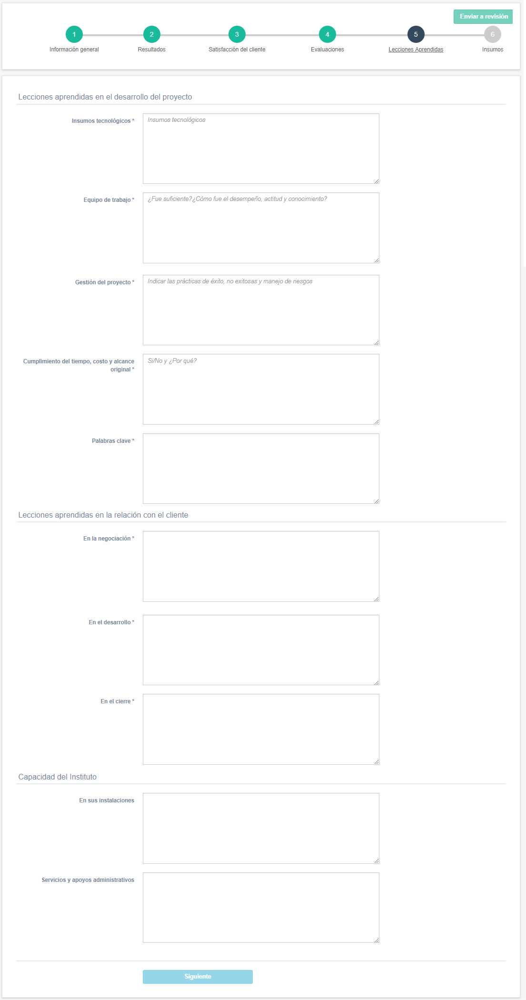 Enviar a revisión
1
2
3
4
5
6
Información general
Resultados
Satisfacción del cliente
Evaluaciones
Lecciones Aprendidas
Insumos
Lecciones aprendidas en el desarrollo del proyecto
Insumos tecnológicos *
Insumos tecnológicos
Equipo de trabajo *
¿Fue suficiente? ¿Cómo fue el desempeño, actitud y conocimiento?
Gestión del proyecto *
Indicar las prácticas de éxito, no exitosas y manejo de riesgos
Cumplimiento del tiempo, costo y alcance
original *
Si/No y ¿Por qué?
Palabras clave *
Lecciones aprendidas en la relación con el cliente
En la negociación *
En el desarrollo *
En el cierre *
Capacidad del Instituto
En sus instalaciones
Servicios y apoyos administrativos
Siguiente